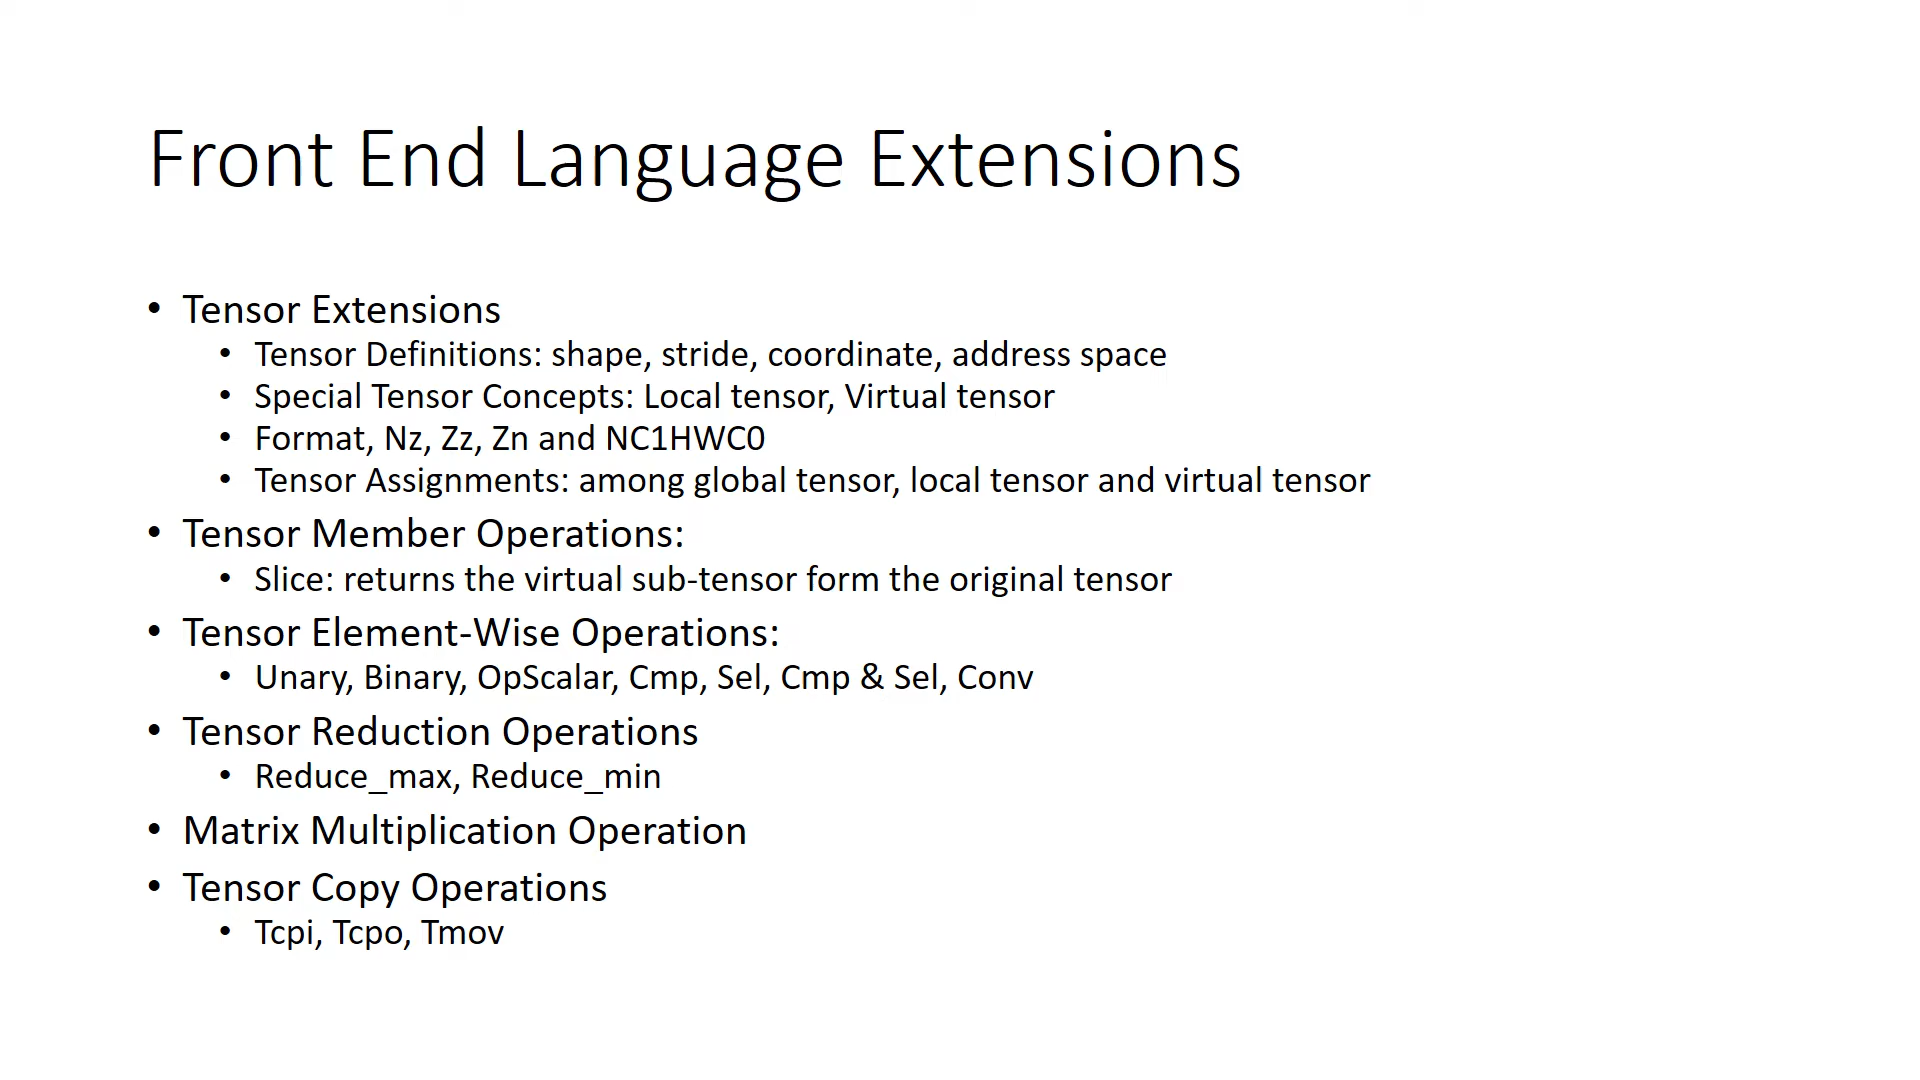 Front End Language Extensions
• Tensor Extensions
• Tensor Definitions: shape, stride, coordinate, address space
• Special Tensor Concepts: Local tensor, Virtual tensor
• Format, Nz, Zz, Zn and NC1HWC0
• Tensor Assignments: among global tensor, local tensor and virtual tensor
• Tensor Member Operations:
• Slice: returns the virtual sub-tensor form the original tensor
• Tensor Element-Wise Operations:
• Unary, Binary, OpScalar, Cmp, Sel, Cmp & Sel, Conv
• Tensor Reduction Operations
• Reduce_max, Reduce_min
• Matrix Multiplication Operation
• Tensor Copy Operations
• Tcpi, Tcpo, Tmov